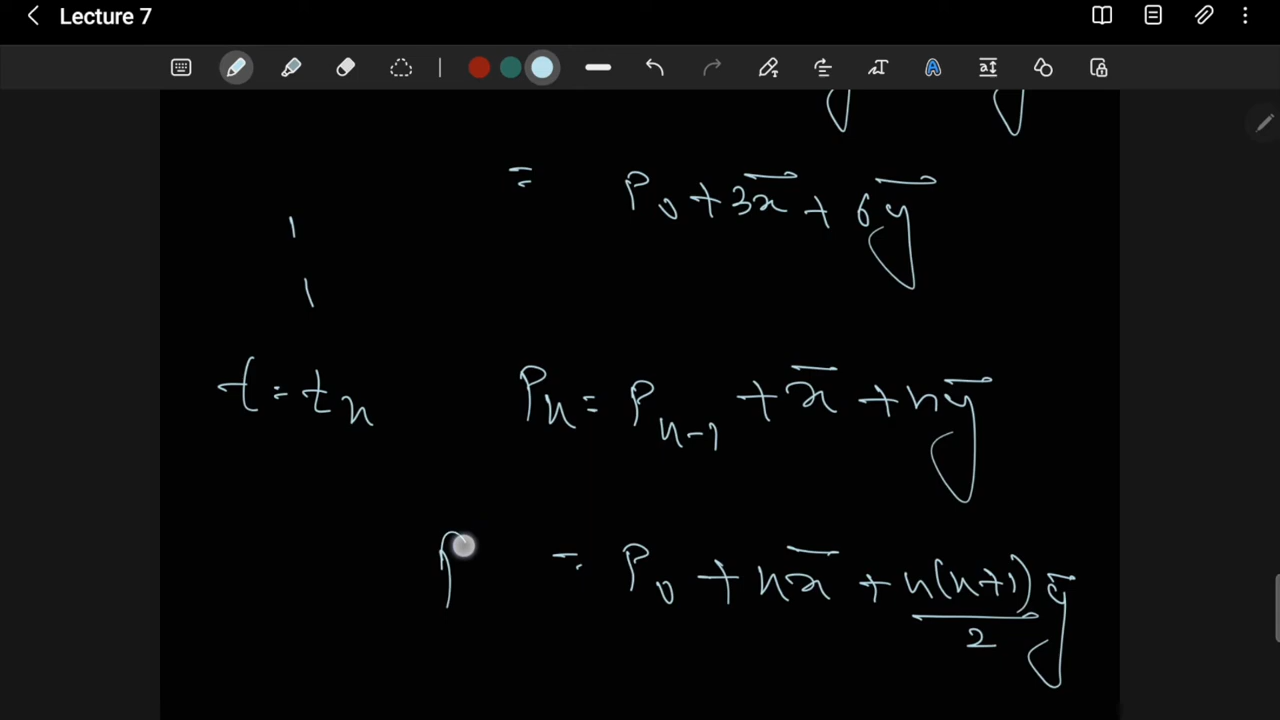 Lecture 7
= P₀ + 3x̅ + 6y̅
t = tₙ Pₙ = Pₙ₋₁ + x̅ + ny̅
P = P₀ + nx̅ + n(n+1)/2 y̅